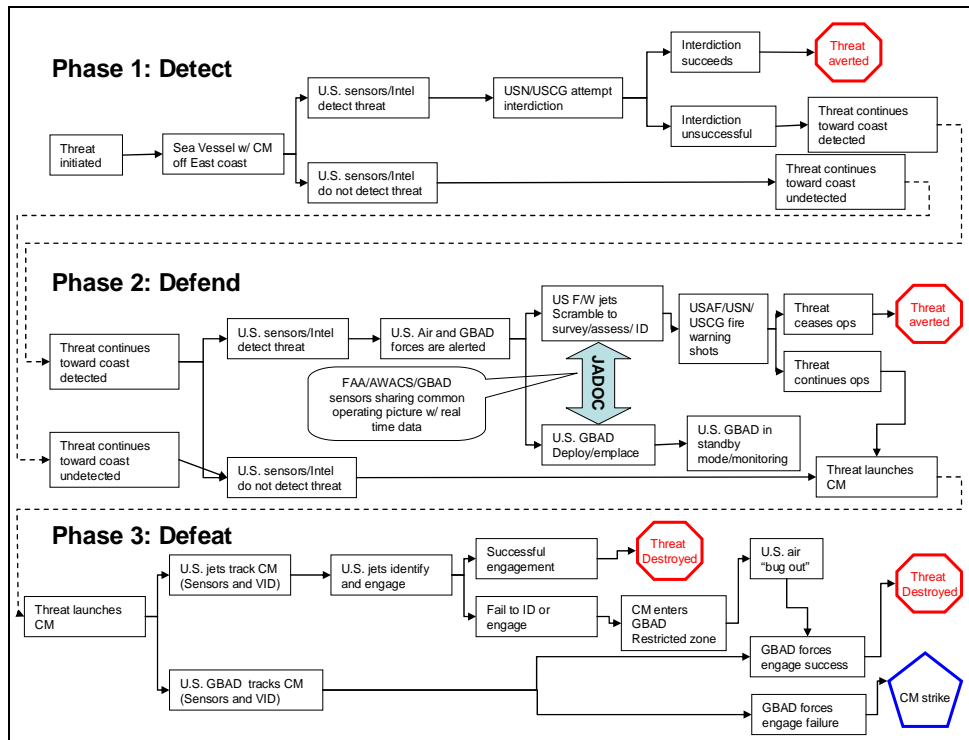 Phase 1: Detect
Threat
initiated
Sea Vessel w/ CM
off East coast
U.S. sensors/Intel
detect threat
U.S. sensors/Intel
do not detect threat
USN/USCG attempt
interdiction
Interdiction
succeeds
Threat
averted
Interdiction
unsuccessful
Threat continues
toward coast
detected
Threat continues
toward coast
undetected
Phase 2: Defend
Threat continues
toward coast
detected
Threat continues
toward coast
undetected
U.S. sensors/Intel
detect threat
U.S. sensors/Intel
do not detect threat
U.S. Air and GBAD
forces are alerted
FAA/AWACS/GBAD
sensors sharing common
operating picture w/ real
time data
US F/W jets
Scramble to
survey/assess/ ID
JADOC
U.S. GBAD
Deploy/emplace
USAF/USN/
USCG fire
warning
shots
U.S. GBAD in
standby
mode/monitoring
Threat
ceases ops
Threat
averted
Threat
continues ops
Threat launches
CM
Phase 3: Defeat
Threat launches
CM
U.S. jets track CM
(Sensors and VID)
U.S. GBAD tracks CM
(Sensors and VID)
U.S. jets identify
and engage
Successful
engagement
Threat
Destroyed
Fail to ID or
engage
CM enters
GBAD
Restricted zone
U.S. air
“bug out”
GBAD forces
engage success
Threat
Destroyed
GBAD forces
engage failure
CM strike